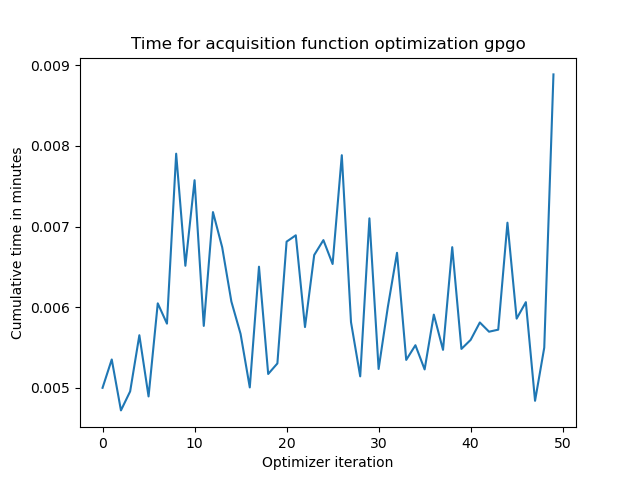 Time for acquisition function optimization gpgo
0.009
0.008
0.007
0.006
0.005
Cumulative time in minutes
0 10 20 30 40 50
Optimizer iteration